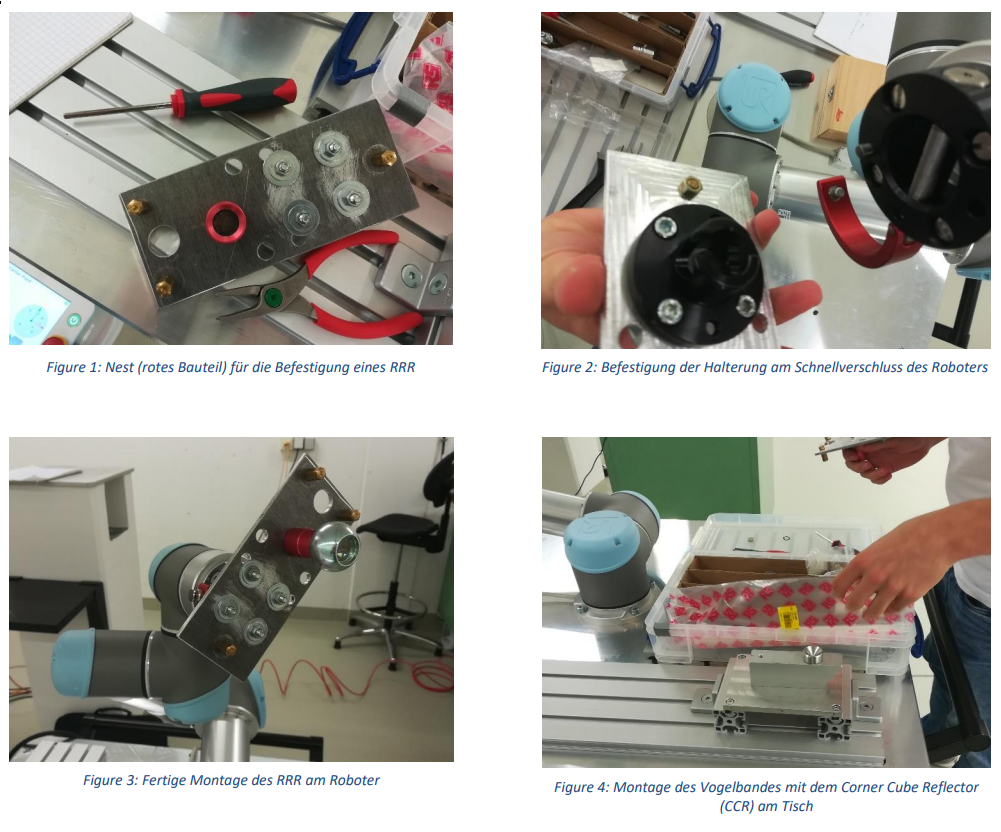 Figure 1: Nest (rotes Bauteil) für die Befestigung eines RRR
Figure 2: Befestigung der Halterung am Schnellverschluss des Roboters
Figure 3: Fertige Montage des RRR am Roboter
Figure 4: Montage des Vogelbandes mit dem Corner Cube Reflector
(CCR) am Tisch